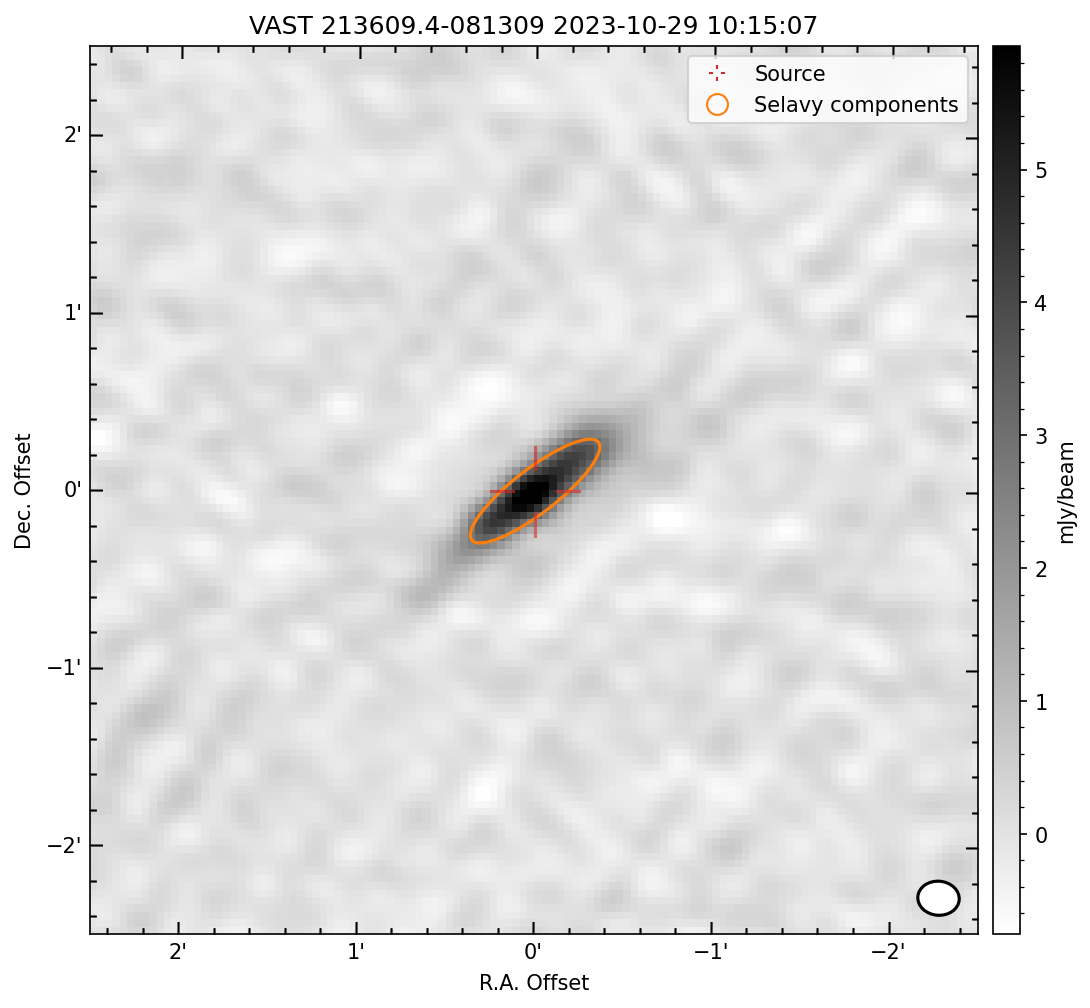 VAST 213609.4-081309 2023-10-29 10:15:07
Source
Selavy components
2'
1'
0'
−1'
−2'
Dec. Offset
2'
1'
0'
−1'
−2'
R.A. Offset
5
4
3
2
1
0
mJy/beam